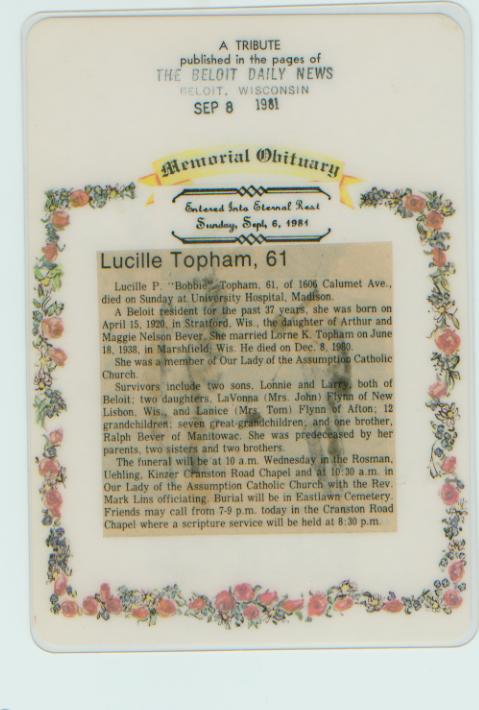 A TRIBUTE
published in the pages of
THE BELOIT DAILY NEWS
BELOIT, WISCONSIN
SEP 8 1981
Memorial Obituary
Entered Into Eternal Rest
Sunday, Sept, 6, 1981
Lucille Topham, 61
Lucille P. "Bobbie" Topham, 61, of 1606 Calumet Ave.,
died on Sunday at University Hospital, Madison.
A Beloit resident for the past 37 years, she was born on
April 15, 1920, in Stratford, Wis., the daughter of Arthur and
Maggie Nelson Bever. She married Lorne K. Topham on June
18, 1938, in Marshfield, Wis. He died on Dec. 8, 1980.
She was a member of Our Lady of the Assumption Catholic
Church.
Survivors include two sons, Lonnie and Larry, both of
Beloit; two daughters, LaVonna (Mrs. John) Flynn of New
Lisbon, Wis., and Lanice (Mrs. Tom) Flynn of Afton; 12
grandchildren; seven great-grandchildren; and one brother,
Ralph Bever of Manitowac. She was predeceased by her
parents, two sisters and two brothers.
The funeral will be at 10 a.m. Wednesday in the Rosman,
Uehling, Kinzer Cranston Road Chapel and at 10:30 a.m. in
Our Lady of the Assumption Catholic Church with the Rev.
Mark Lins officiating. Burial will be in Eastlawn Cemetery.
Friends may call from 7-9 p.m. today in the Cranston Road
Chapel where a scripture service will be held at 8:30 p.m.